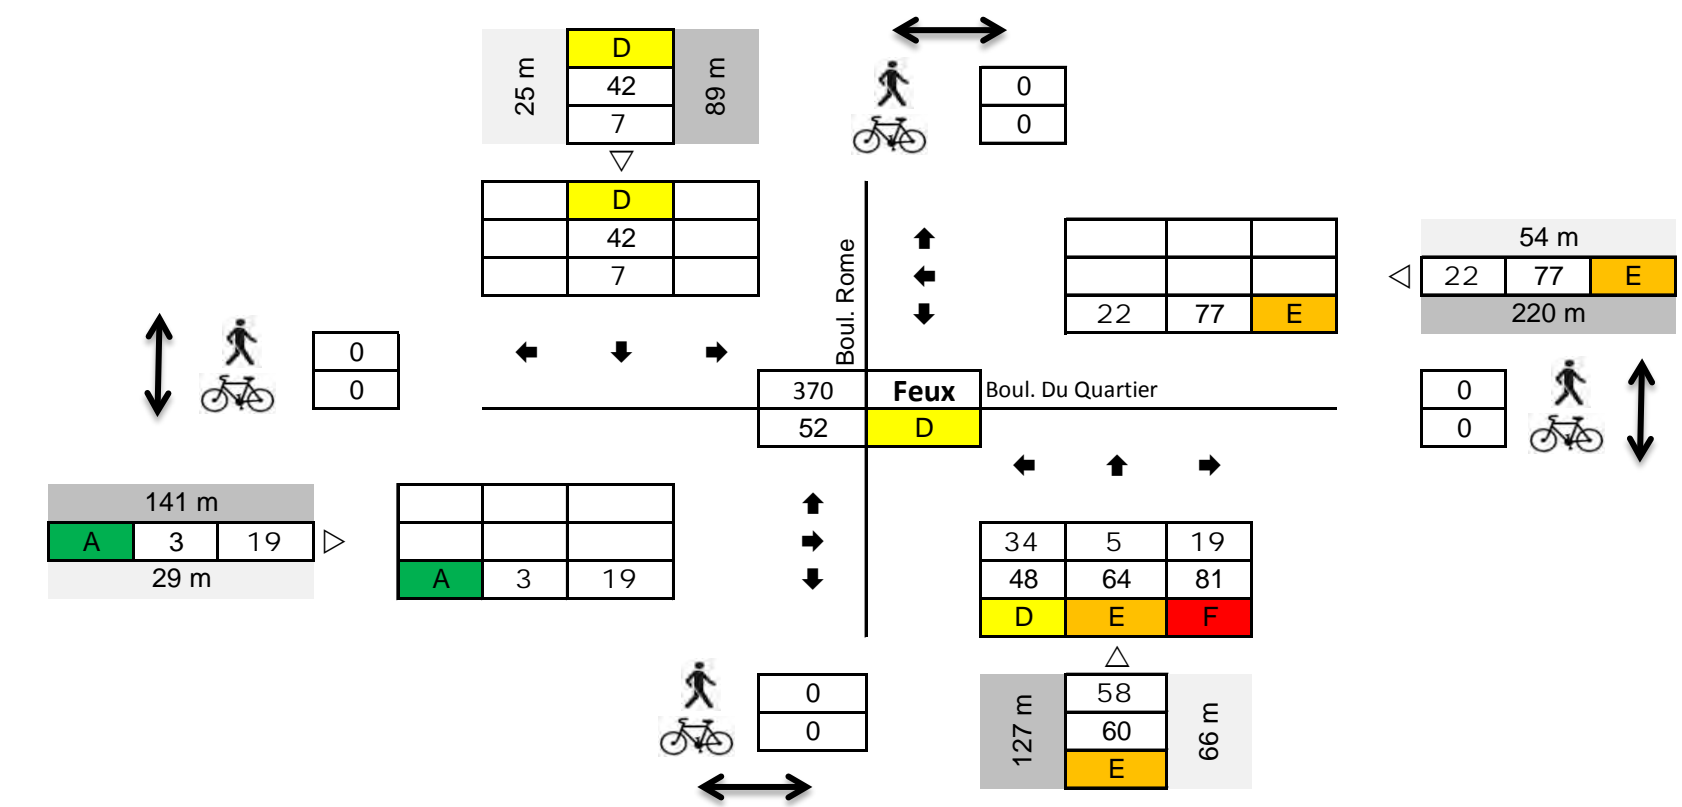 D
25 m
42
89 m
7
0
0
D
42
7
54 m
22 77 E
220 m
22 77 E
Boul. Rome
0
0
370 Feux
Boul. Du Quartier
52 D
0
0
141 m
A 3 19
29 m
A 3 19
34 5 19
48 64 81
D E F
0
0
127 m
58
60
E
66 m